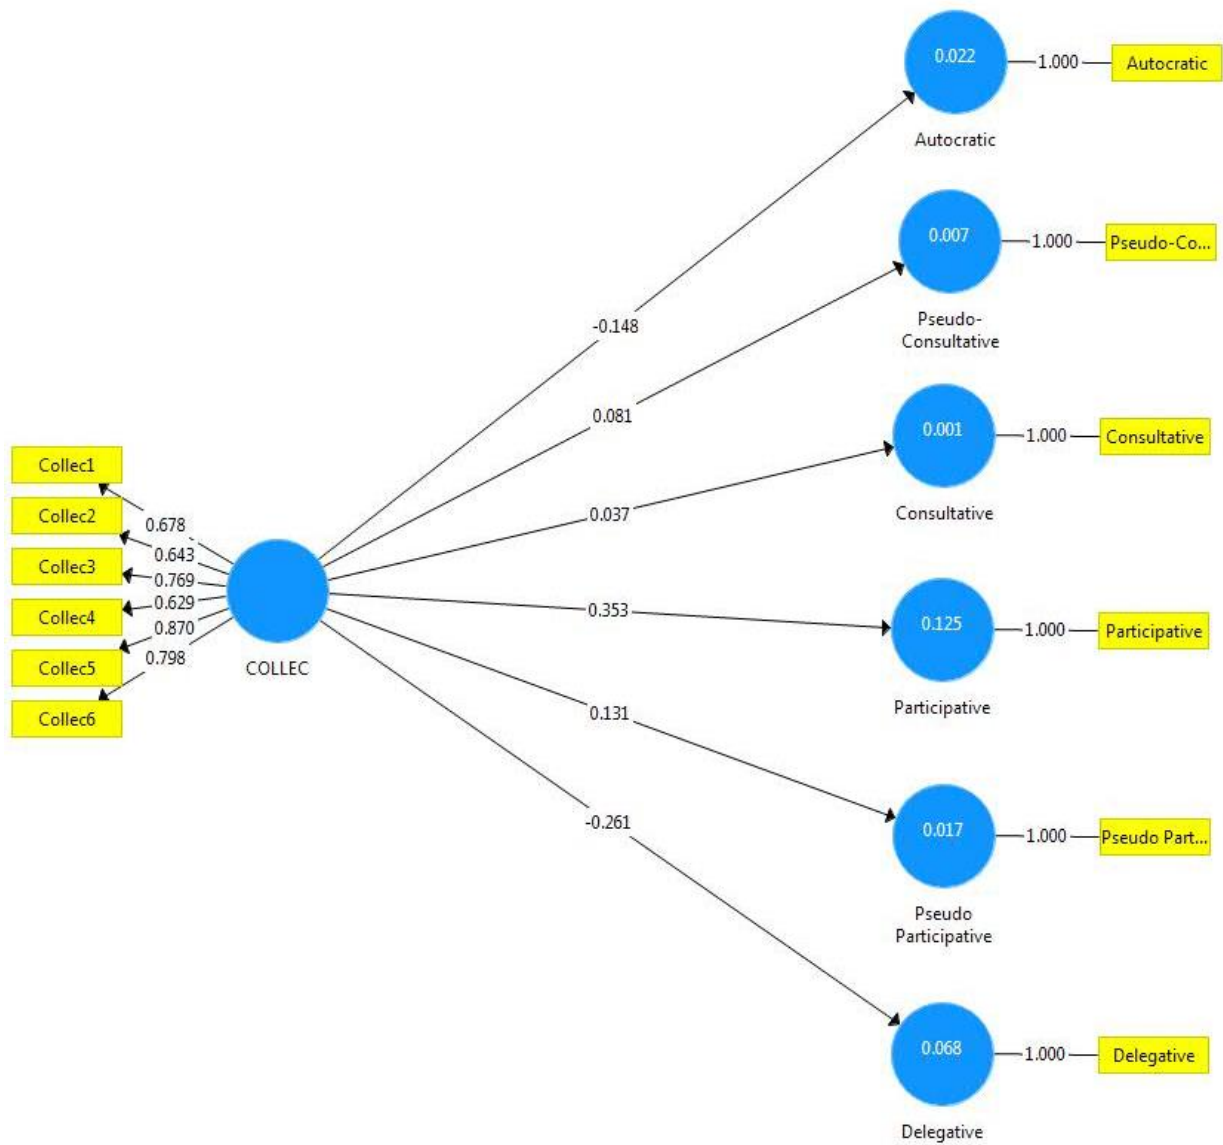 0.022
1.000
Autocratic
Autocratic
0.007
1.000
Pseudo-Co...
Pseudo-
Consultative
-0.148
0.081
0.001
1.000
Consultative
Consultative
Collec1
Collec2
Collec3
Collec4
Collec5
Collec6
0.678
0.643
0.769
0.629
0.870
0.798
COLLEC
0.037
0.353
0.125
1.000
Participative
Participative
0.131
0.017
1.000
Pseudo Part...
Pseudo
Participative
-0.261
0.068
1.000
Delegative
Delegative